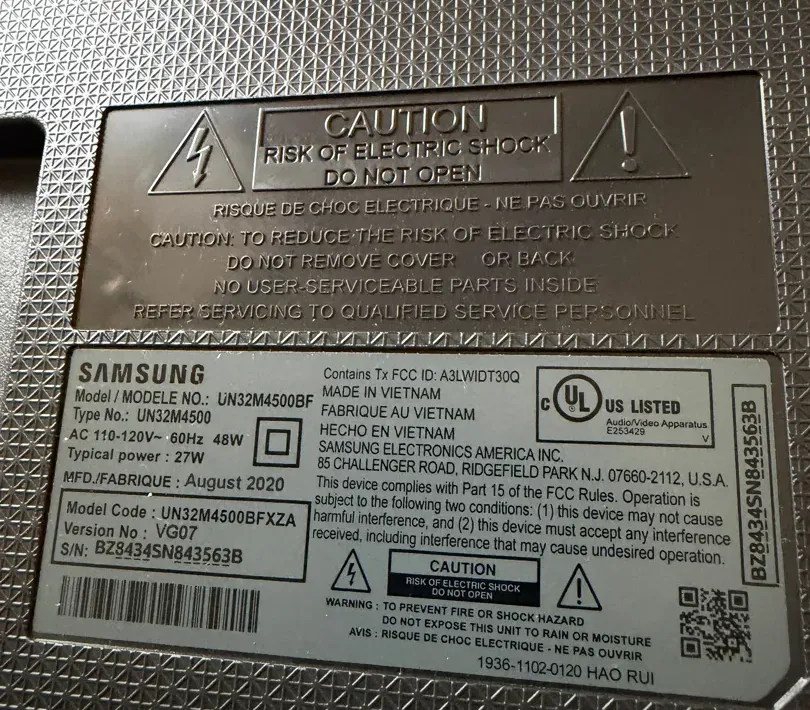 CAUTION
RISK OF ELECTRIC SHOCK
DO NOT OPEN
RISQUE DE CHOC ELECTRIQUE - NE PAS OUVRIR
CAUTION: TO REDUCE THE RISK OF ELECTRIC SHOCK
DO NOT REMOVE COVER OR BACK
NO USER-SERVICEABLE PARTS INSIDE
REFER SERVICING TO QUALIFIED SERVICE PERSONNEL
SAMSUNG
Model / MODELE NO.: UN32M4500BF
Type No.: UN32M4500
AC 110-120V~ 60Hz 48W
Typical power : 27W
MFD./FABRIQUE : August 2020
Model Code : UN32M4500BFXZA
Version No : VG07
S/N: BZ8434SN843563B
Contains Tx FCC ID: A3LWIDT30Q
MADE IN VIETNAM
FABRIQUE AU VIETNAM
HECHO EN VIETNAM
SAMSUNG ELECTRONICS AMERICA INC.
85 CHALLENGER ROAD, RIDGEFIELD PARK N.J. 07660-2112, U.S.A.
This device complies with Part 15 of the FCC Rules. Operation is
subject to the following two conditions: (1) this device may not cause
harmful interference, and (2) this device must accept any interference
received, including interference that may cause undesired operation.
C UL US LISTED
Audio/Video Apparatus
E253429
V
BZ8434SN843563B
CAUTION
RISK OF ELECTRIC SHOCK
DO NOT OPEN
WARNING : TO PREVENT FIRE OR SHOCK HAZARD
DO NOT EXPOSE THIS UNIT TO RAIN OR MOISTURE
AVIS : RISQUE DE CHOC ELECTRIQUE - NE PAS OUVRIR
1936-1102-0120 HAO RUI